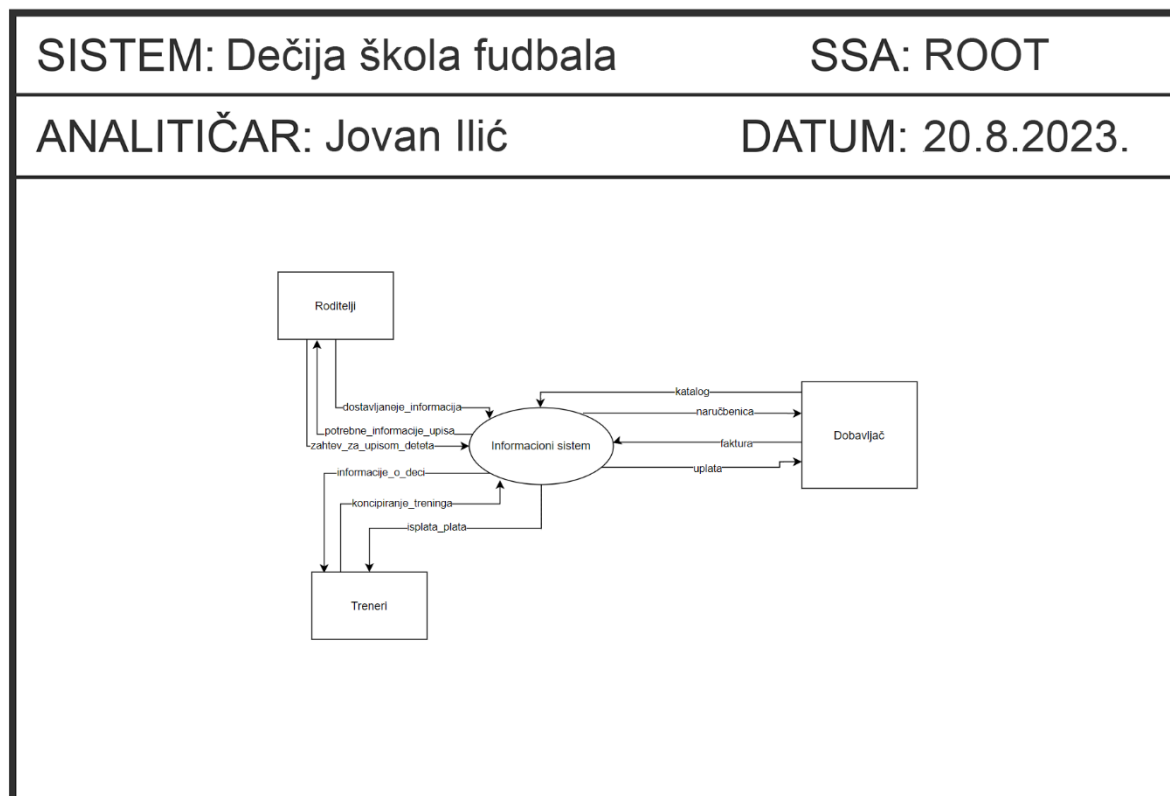 SISTEM: Dečija škola fudbala SSA: ROOT
ANALITIČAR: Jovan Ilić DATUM: 20.8.2023.
Roditelji
katalog
dostavljaneje_informacija
naručbenica
potrebne_informacije_upisa
Dobavljač
zahtev_za_upisom_deteta
Informacioni sistem
faktura
informacije_o_deci
uplata
koncipiranje_treninga
isplata_plata
Treneri